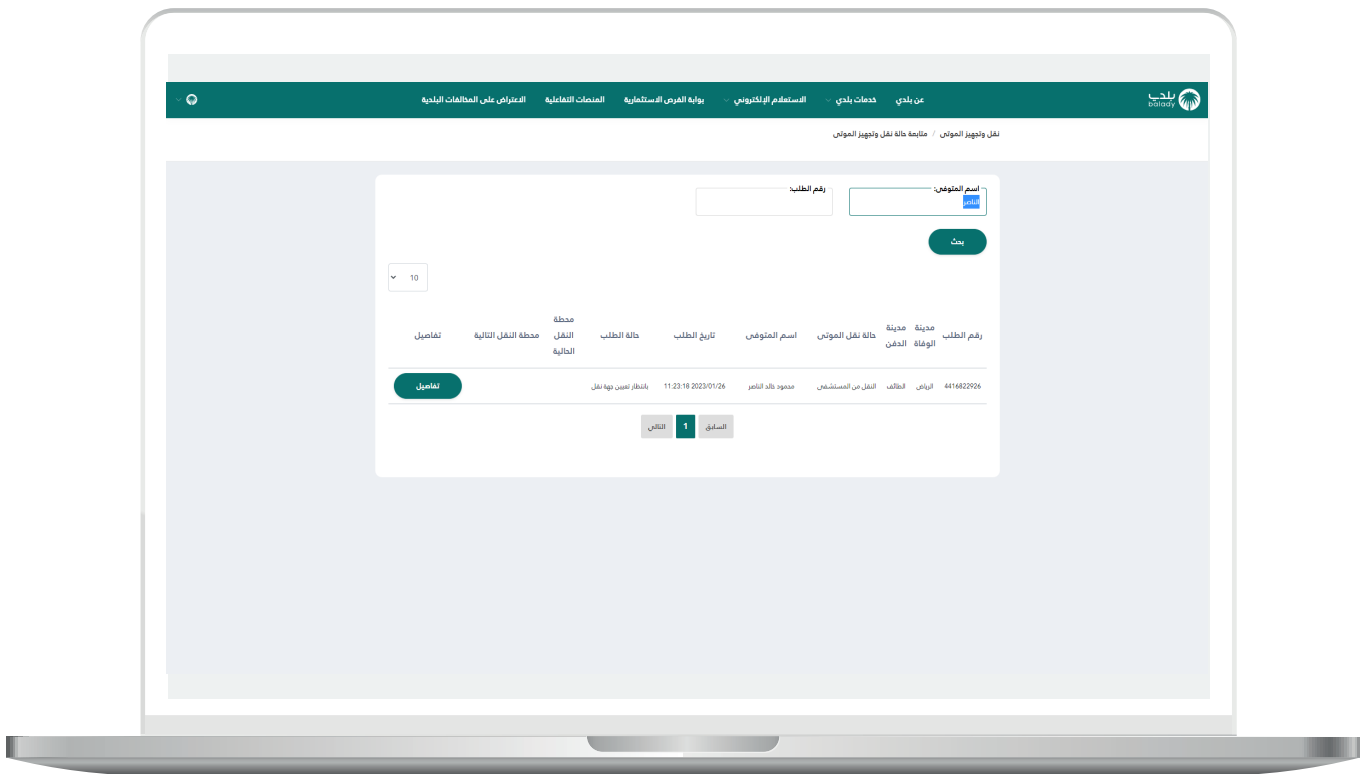 بلدي
balady
عن بلدي
خدمات بلدي
الاستعلام الإلكتروني
بوابة الفرص الاستثمارية
المنصات التفاعلية
الاعتراض على المخالفات البلدية
نقل وتجهيز الموتى / متابعة حالة نقل وتجهيز الموتى
اسم المتوفى:
رقم الطلب:
الناصر
بحث
10
رقم الطلب
مدينة الوفاة
مدينة الدفن
حالة نقل الموتى
اسم المتوفى
تاريخ الطلب
حالة الطلب
محطة النقل الحالية
محطة النقل التالية
تفاصيل
4416822926
الرياض
الطائف
النقل من المستشفى
محمود خالد الناصر
11:23:18 2023/01/26
بانتظار تعيين جهة نقل
تفاصيل
السابق
1
التالي